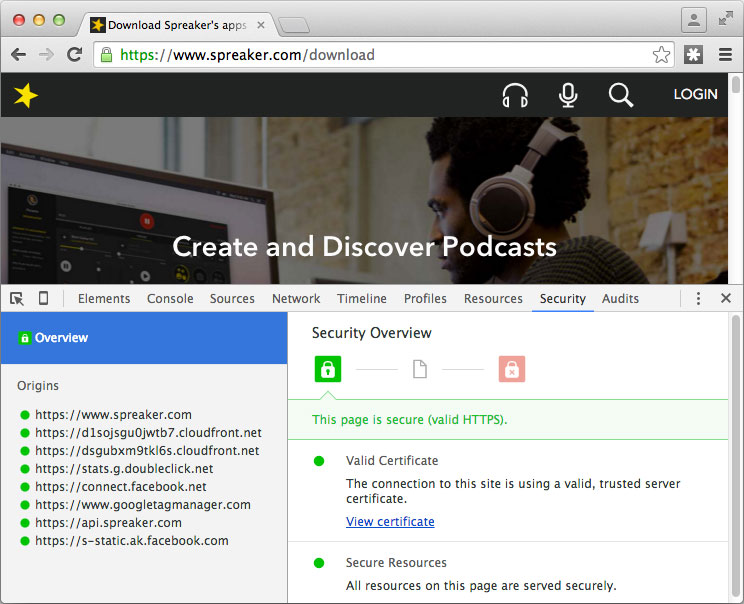 Download Spreaker's apps
https://www.spreaker.com/download
LOGIN
Create and Discover Podcasts
Elements Console Sources Network Timeline Profiles Resources Security Audits
Overview
Origins
https://www.spreaker.com
https://d1sojsgu0jwtb7.cloudfront.net
https://dsgubxm9tkl6s.cloudfront.net
https://stats.g.doubleclick.net
https://connect.facebook.net
https://www.googletagmanager.com
https://api.spreaker.com
https://s-static.ak.facebook.com
Security Overview
This page is secure (valid HTTPS).
Valid Certificate
The connection to this site is using a valid, trusted server
certificate.
View certificate
Secure Resources
All resources on this page are served securely.